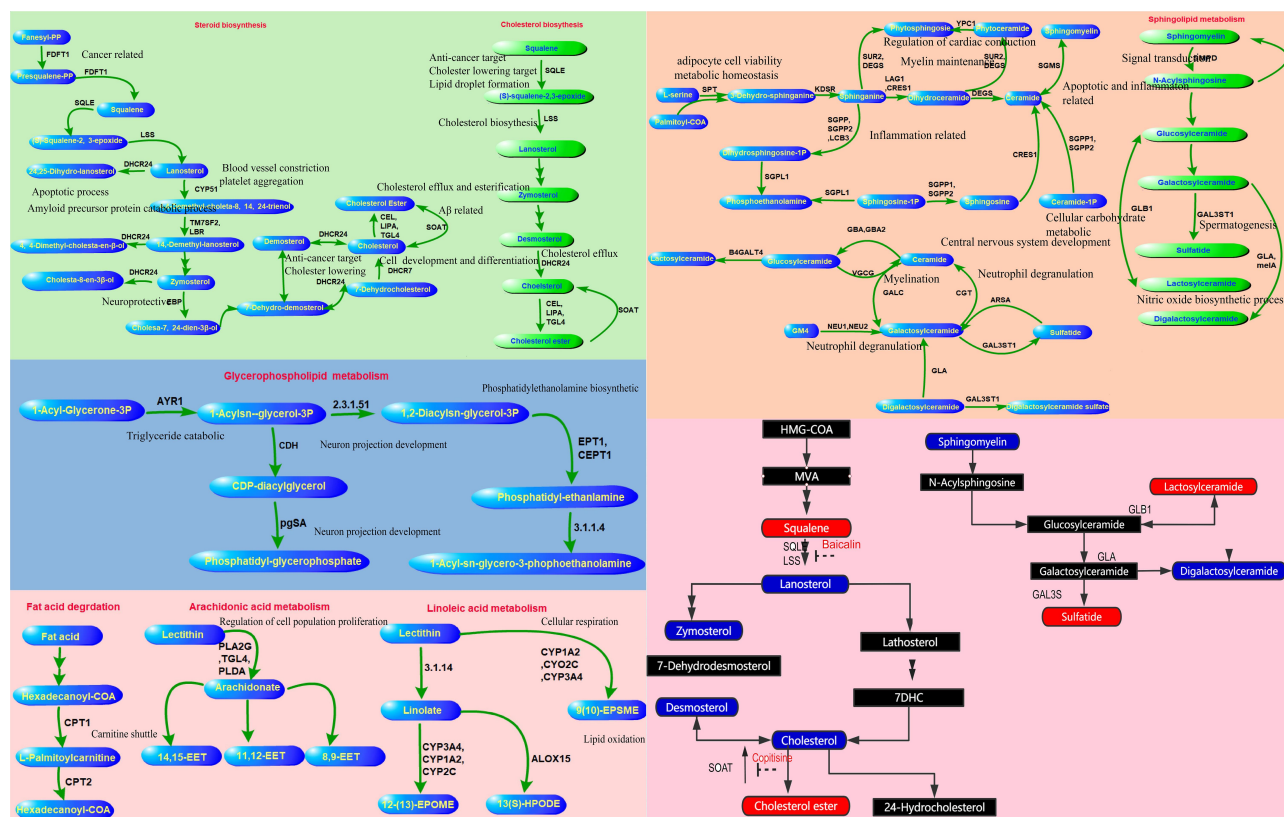 Steroid biosynthesis
Fanesyl-PP
FDFT1
Cancer related
Presqualene-PP
FDFT1
SQLE
Squalene
(S)-Squalene-2, 3-epoxide
LSS
24,25-Dihydro-lanosterol
DHCR24
Lanosterol
Blood vessel constriction
platelet aggregation
Apoptotic process
CYP51
Amyloid precursor protein catabolic process
TM7SF2,
LBR
4, 4-Dimethyl-cholesta-en-β-ol
DHCR24
14,-Demethyl-lanosterol
Cholesta-8-en-3βol
DHCR24
Zymosterol
Neuroprotective
EBP
Cholesa-7, 24-dien-3β-ol
7-Dehydro-demosterol
Demosterol
DHCR24
Cholesterol
Anti-cancer target
Cholester lowering
DHCR24
DHCR7
7-Dehydrocholesterol
Cell development and differentiation
Cholesterol efflux and esterification
Cholesterol Ester
CEL,
LIPA,
TGL4
SOAT
Aβ related
Cholesterol biosythesis
Squalene
Anti-cancer target
Cholester lowering target
Lipid droplet formation
SQLE
(S)-squalene-2,3-epoxide
Cholesterol biosythesis
LSS
Lanosterol
Zymosterol
Desmosterol
Cholesterol efflux
DHCR24
Choelsterol
CEL,
LIPA,
TGL4
SOAT
Cholesterol ester
Sphingolipid metabolism
Phytosphingosie
YPC1
Phytoceramide
Sphingomyelin
Regulation of cardiac conduction
SUR2,
DEGS
Myelin maintenance
SUR2,
DEGS
SGMS
adipocyte cell viability
metabolic homeostasis
L-serine
SPT
3-Dehydro-sphinganine
KDSR
Sphinganine
LAG1
,CRES1
Dihydroceramide
DEGS
Ceramide
Palmitoyl-COA
Apoptotic and inflammaton
related
SGPP,
SGPP2
,LCB3
Inflammation related
Dihydrosphingosine-1P
SGPL1
Phosphoethanolamine
SGPL1
Sphingosine-1P
SGPP1,
SGPP2
Sphingosine
CRES1
SGPP1,
SGPP2
Ceramide-1P
Cellular carbohydrate
metabolic
Sphingomyelin
Signal transduction
N-Acylsphingosine
Glucosylceramide
Galactosylceramide
GLB1
GAL3ST1
Spermatogenesis
Sulfatide
GLA,
melA
Lactosylceramide
Nitric oxide biosynthetic proces
Digalactosylceramide
Lactosylceramide
B4GALT4
Glucosylceramide
GBA,GBA2
Ceramide
Central nervous system development
VGCG
Myelination
Neutrophil degranulation
GALC
CGT
ARSA
GM4
NEU1,NEU2
Galactosylceramide
Sulfatide
Neutrophil degranulation
GAL3ST1
GLA
Digalactosylceramide
GAL3ST1
Digalactosylceramide sulfate
Glycerophospholipid metabolism
Phosphatidylethanolamine biosynthetic
1-Acyl-Glycerone-3P
AYR1
1-Acylsn--glycerol-3P
2.3.1.51
1,2-Diacylsn-glycerol-3P
Triglyceride catabolic
Neuron projection development
CDH
EPT1,
CEPT1
CDP-diacylglycerol
Phosphatidyl-ethanlamine
pgSA
Neuron projection development
3.1.1.4
Phosphatidyl-glycerophosphate
1-Acyl-sn-glycero-3-phophoethanolamine
Fat acid degrdation
Fat acid
Hexadecanoyl-COA
CPT1
Carnitine shuttle
L-Palmitoylcarnitine
CPT2
Hexadecanoyl-COA
Arachidonic acid metabolism
Lectithin
Regulation of cell population proliferation
PLA2G
,TGL4,
PLDA
Arachidonate
14,15-EET
11,12-EET
8,9-EET
Linoleic acid metabolism
Lectithin
Cellular respiration
3.1.14
CYP1A2
,CYO2C
,CYP3A4
Linolate
9(10)-EPSME
Lipid oxidation
CYP3A4,
CYP1A2,
CYP2C
ALOX15
12-(13)-EPOME
13(S)-HPODE
HMG-COA
MVA
Squalene
Baicalin
LSS
Lanosterol
Zymosterol
Lathosterol
7-Dehydrodesmosterol
7DHC
Desmosterol
Cholesterol
SOAT
Copitisine
Cholesterol ester
24-Hydrocholesterol
Sphingomyelin
N-Acylsphingosine
Lactosylceramide
GLB1
Glucosylceramide
GLA
Galactosylceramide
Digalactosylceramide
GAL3S
Sulfatide